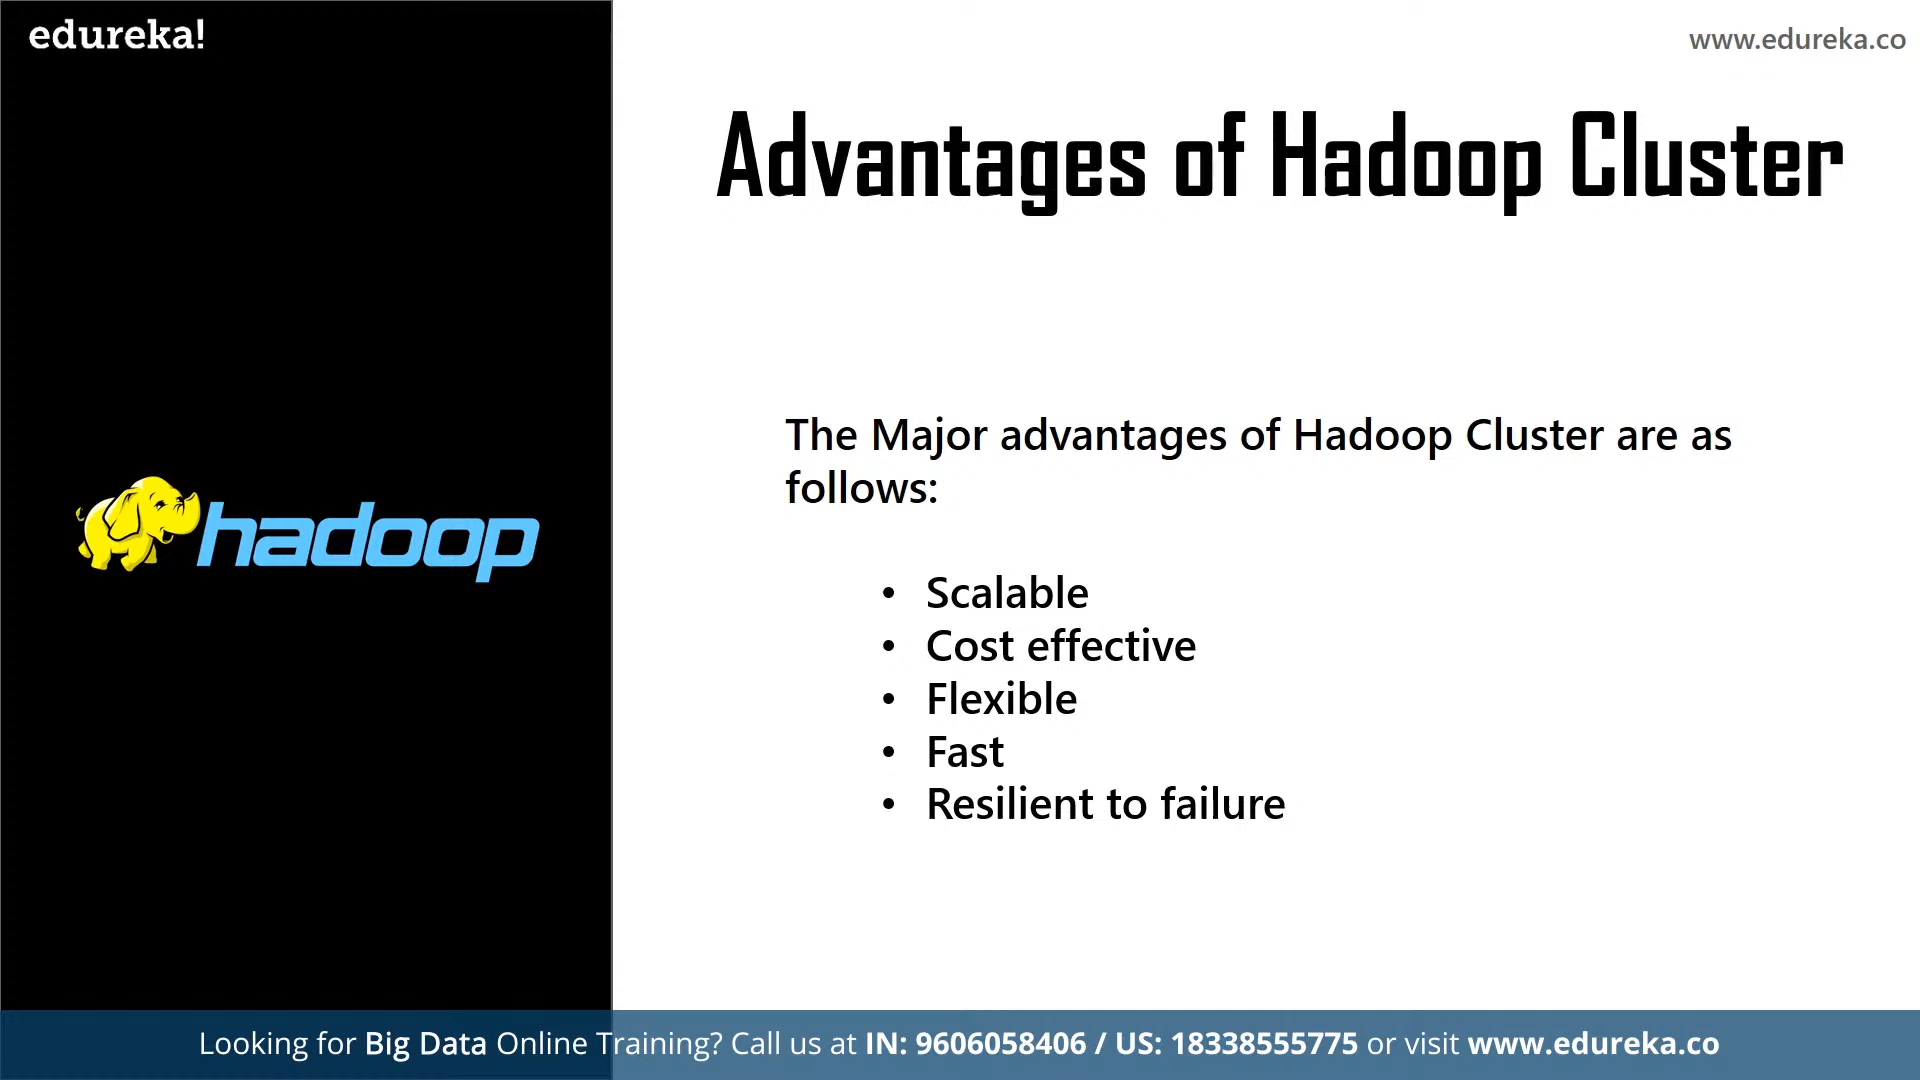 edureka!
www.edureka.co
Advantages of Hadoop Cluster
The Major advantages of Hadoop Cluster are as
follows:
• Scalable
• Cost effective
• Flexible
• Fast
• Resilient to failure
hadoop
Looking for Big Data Online Training? Call us at IN: 9606058406 / US: 18338555775 or visit www.edureka.co